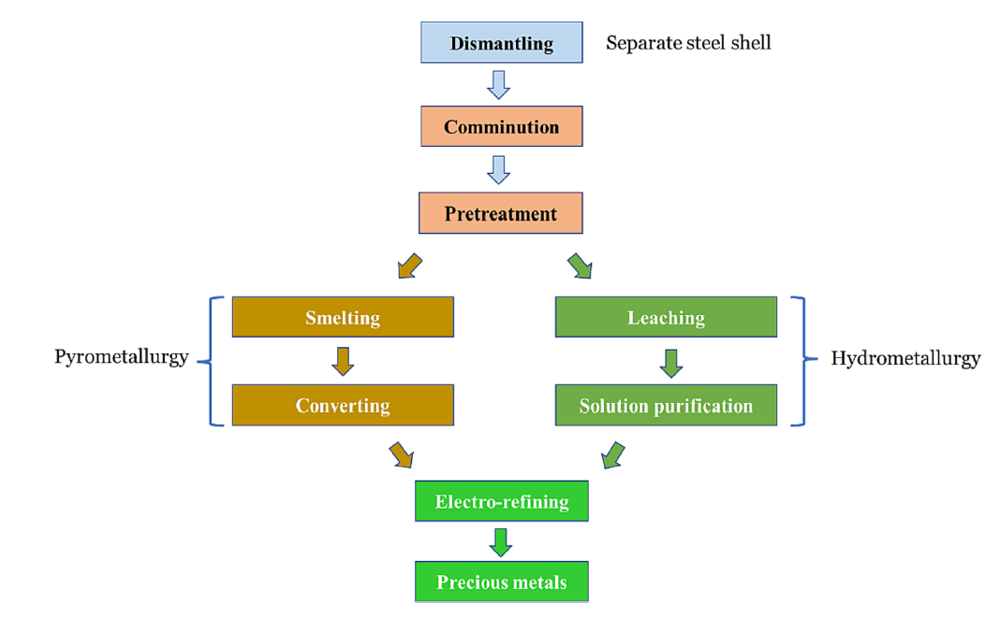 Dismantling
Separate steel shell
Comminution
Pretreatment
Smelting
Leaching
Pyrometallurgy
Hydrometallurgy
Converting
Solution purification
Electro-refining
Precious metals